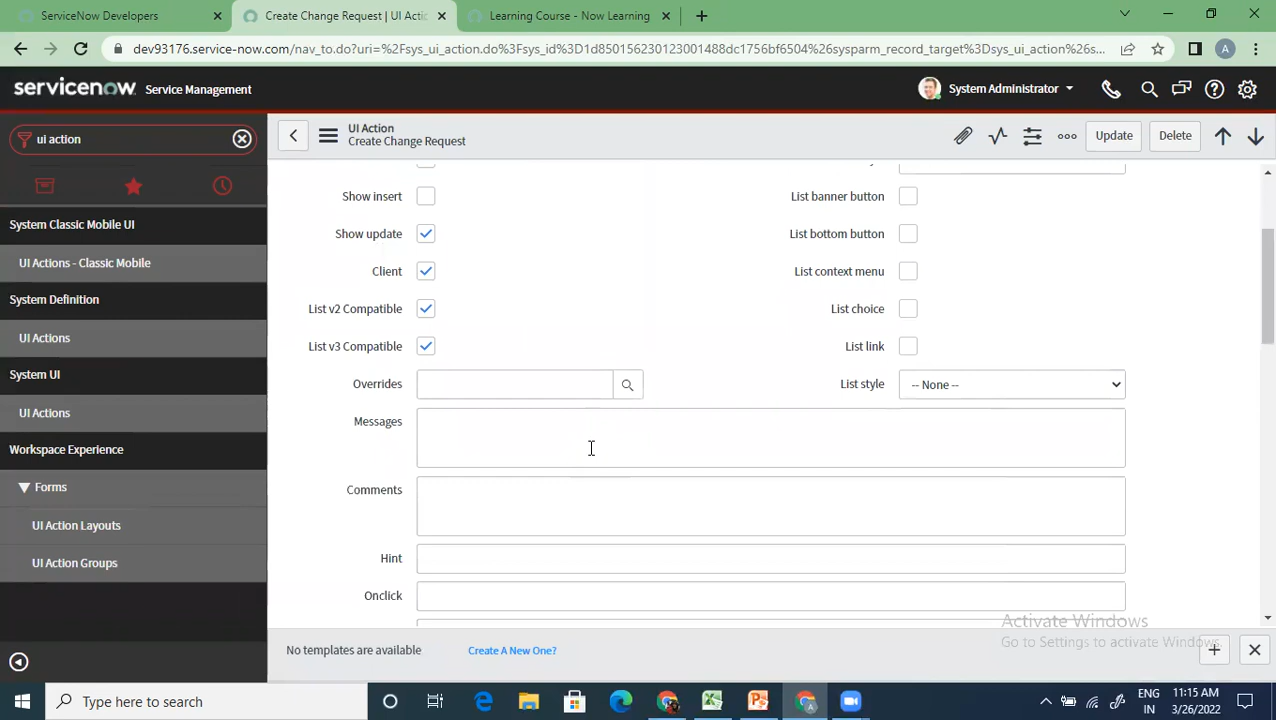 ServiceNow Developers
Create Change Request | UI Actio
Learning Course - Now Learning
dev93176.service-now.com/nav_to.do?uri=%2Fsys_ui_action.do%3Fsys_id%3D1d850156230123001488dc1756bf6504%26sysparm_record_target%3Dsys_ui_action%26s...
A
servicenow Service Management
System Administrator
ui action
UI Action
Create Change Request
Update
Delete
System Classic Mobile UI
UI Actions - Classic Mobile
System Definition
UI Actions
System UI
UI Actions
Workspace Experience
Forms
UI Action Layouts
UI Action Groups
Show insert
List banner button
Show update
List bottom button
Client
List context menu
List v2 Compatible
List choice
List v3 Compatible
List link
Overrides
List style
-- None --
Messages
Comments
Hint
Onclick
Activate Windows
Go to Settings to activate Windows.
No templates are available
Create A New One?
Type here to search
ENG
IN
11:15 AM
3/26/2022